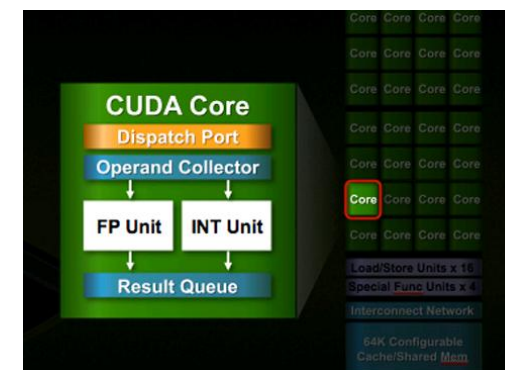 CUDA Core
Dispatch Port
Operand Collector
FP Unit
INT Unit
Result Queue
Core Core Core Core
Core Core Core Core
Core Core Core Core
Core Core Core Core
Core Core Core Core
Core Core Core Core
Core Core Core Core
Load/Store Units x 16
Special Func Units x 4
Interconnect Network
64K Configurable
Cache/Shared Mem